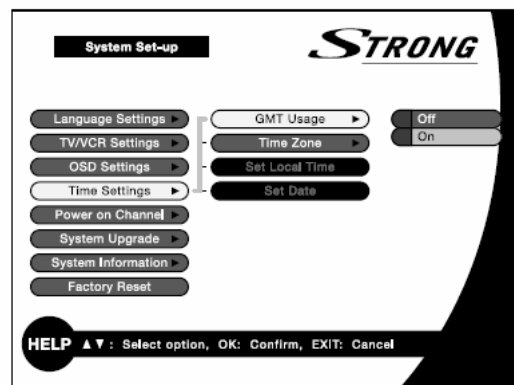 System Set-up
STRONG
Language Settings
TV/VCR Settings
OSD Settings
Time Settings
Power on Channel
System Upgrade
System Information
Factory Reset
GMT Usage
Time Zone
Set Local Time
Set Date
Off
On
HELP ▲▼: Select option, OK: Confirm, EXIT: Cancel